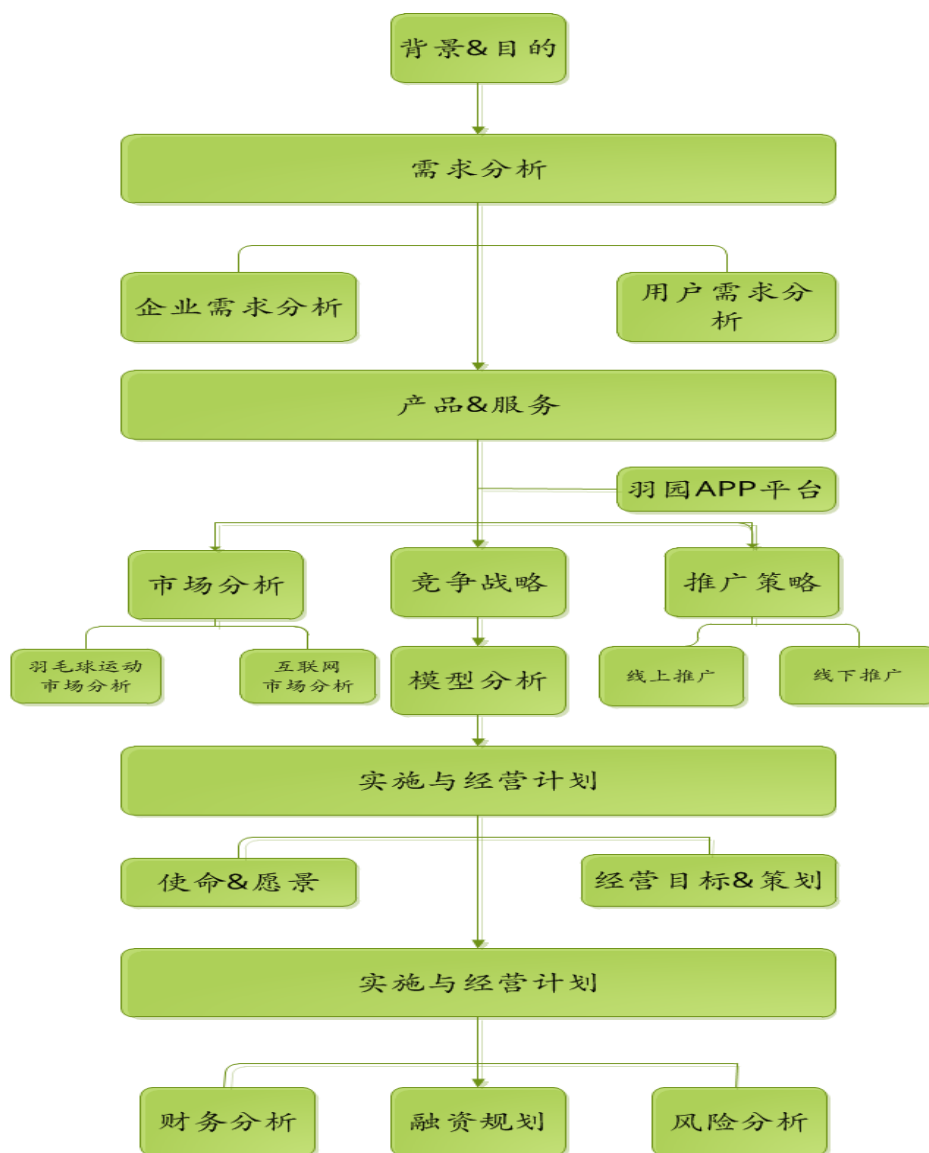 背景&目的
需求分析
企业需求分析
用户需求分
析
产品&服务
羽园APP平台
市场分析
竞争战略
推广策略
羽毛球运动
市场分析
互联网
市场分析
模型分析
线上推广
线下推广
实施与经营计划
使命&愿景
经营目标&策划
实施与经营计划
财务分析
融资规划
风险分析